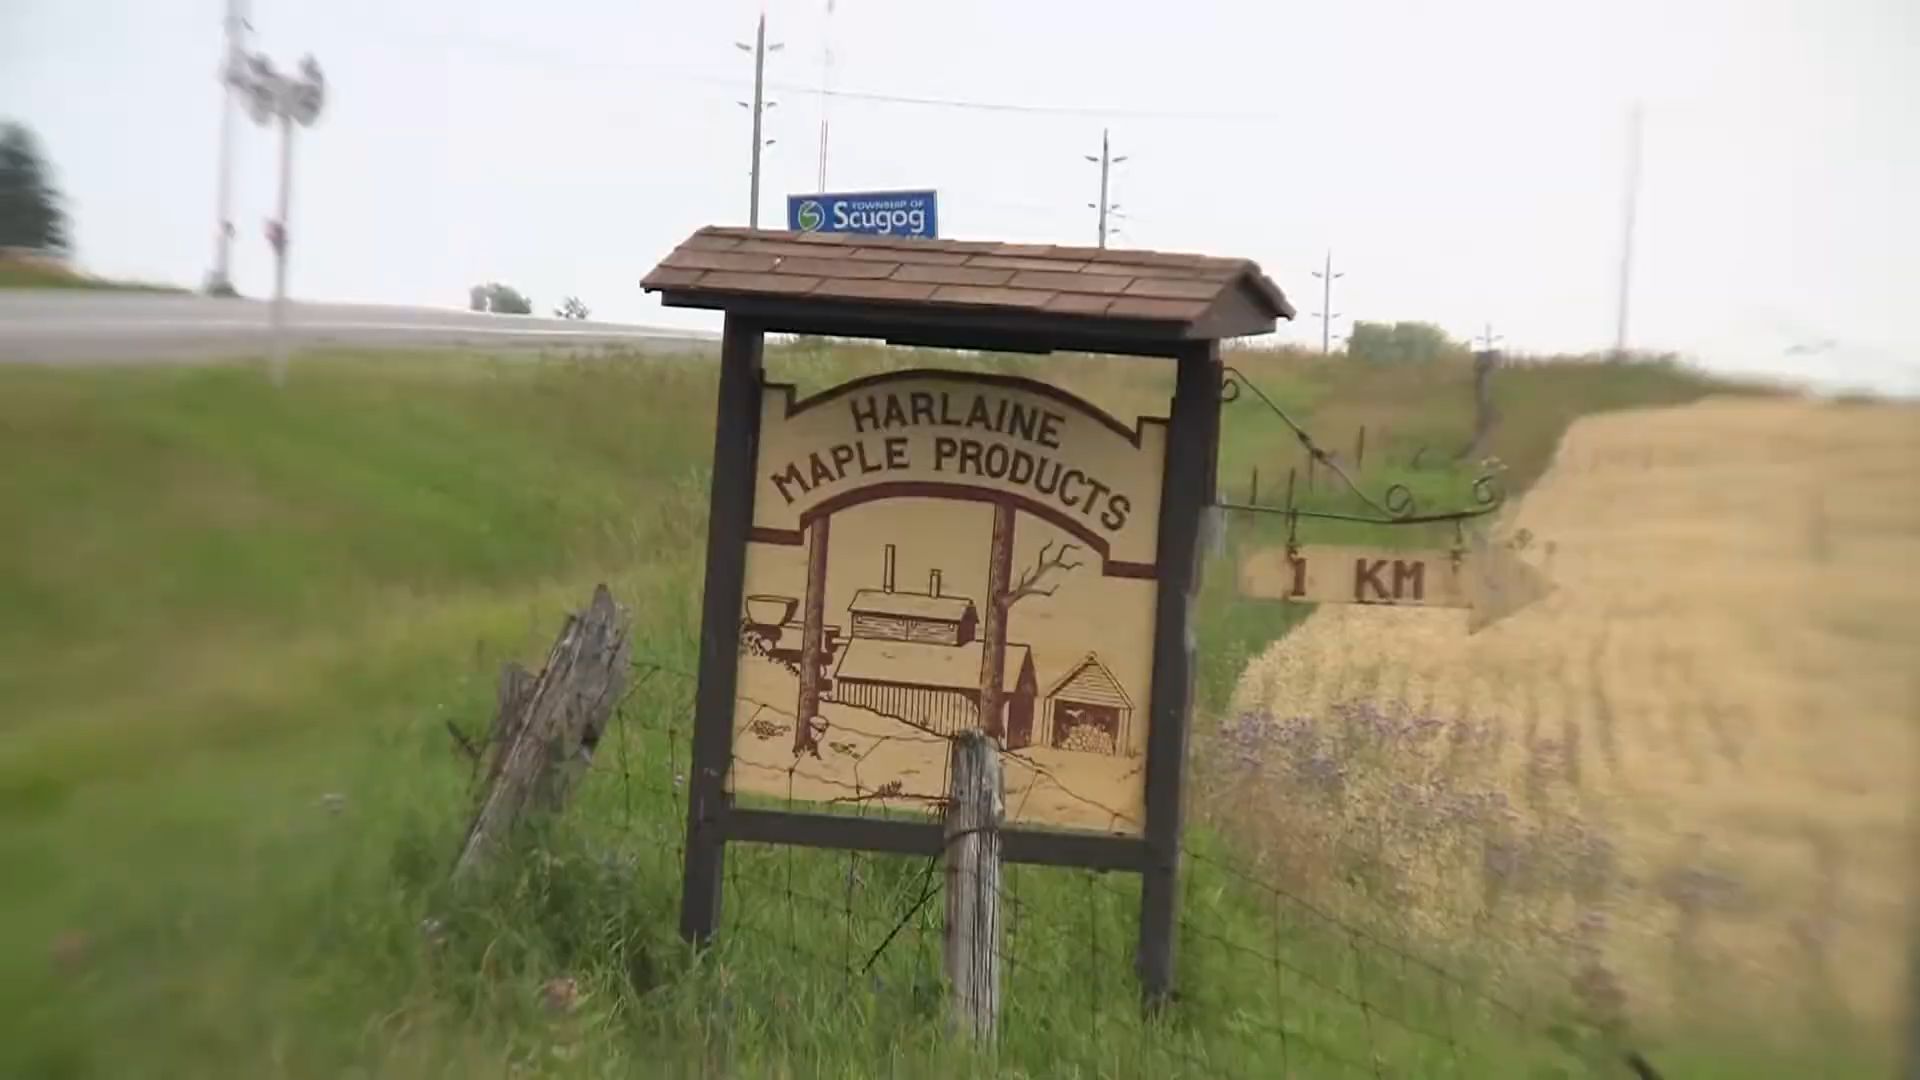 TOWNSHIP OF
Scugog
HARLAINE
MAPLE PRODUCTS
1 KM